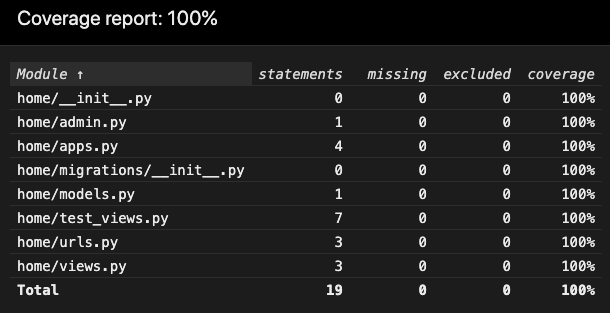 Coverage report: 100%
Module ↑ statements missing excluded coverage
home/__init__.py 0 0 0 100%
home/admin.py 1 0 0 100%
home/apps.py 4 0 0 100%
home/migrations/__init__.py 0 0 0 100%
home/models.py 1 0 0 100%
home/test_views.py 7 0 0 100%
home/urls.py 3 0 0 100%
home/views.py 3 0 0 100%
Total 19 0 0 100%